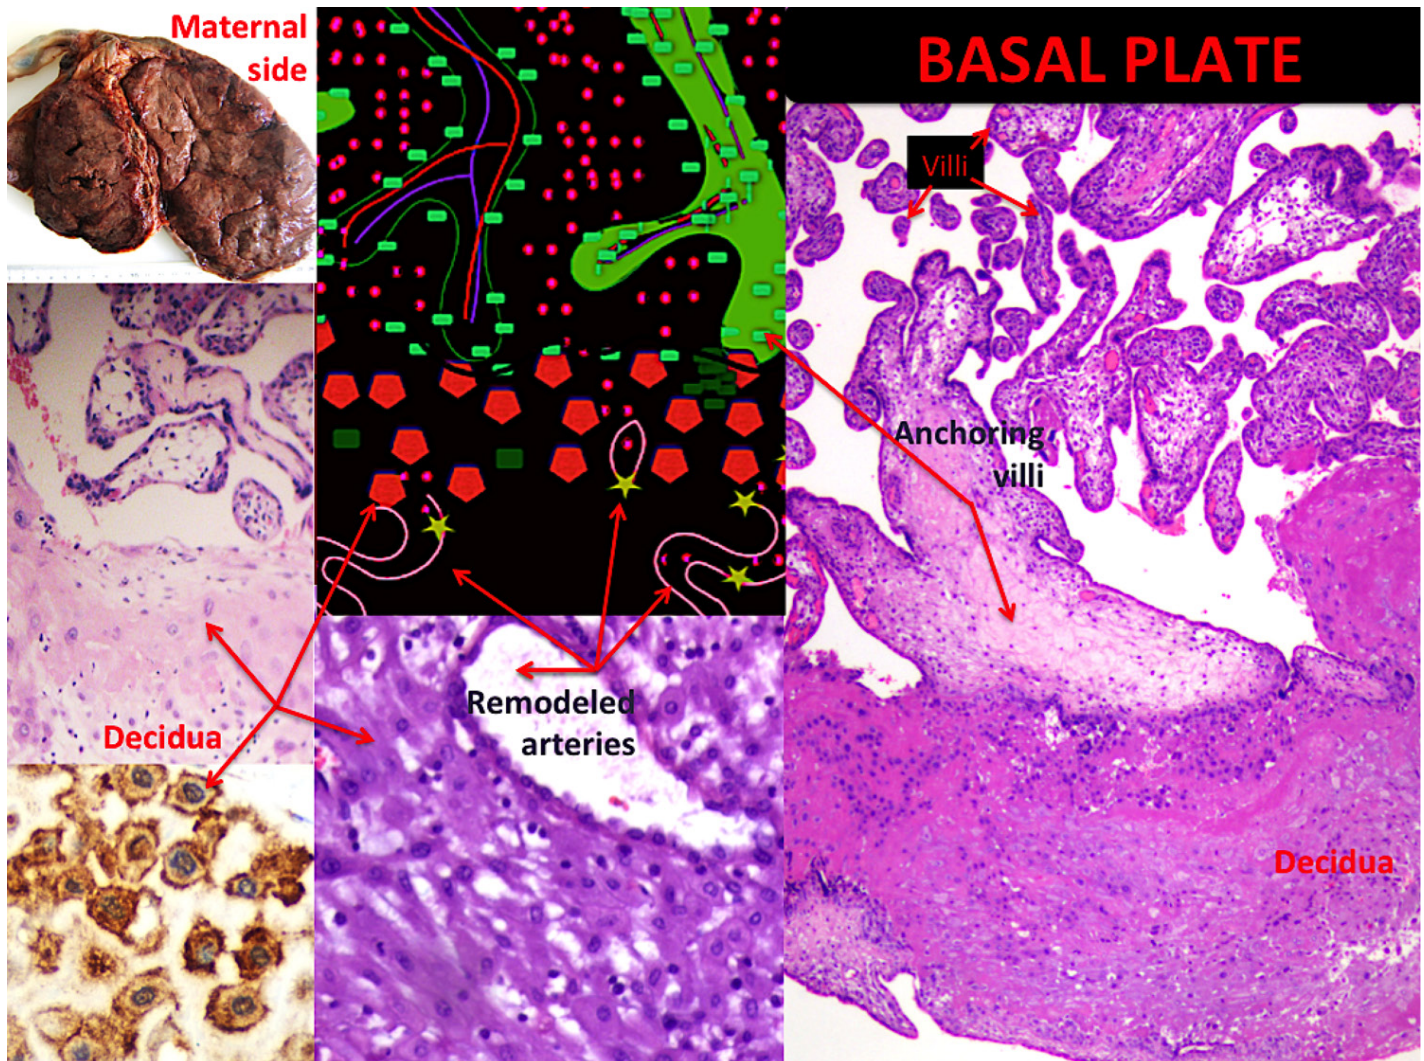 Maternal
side
BASAL PLATE
Villi
Anchoring
villi
Remodeled
arteries
Decidua
Decidua